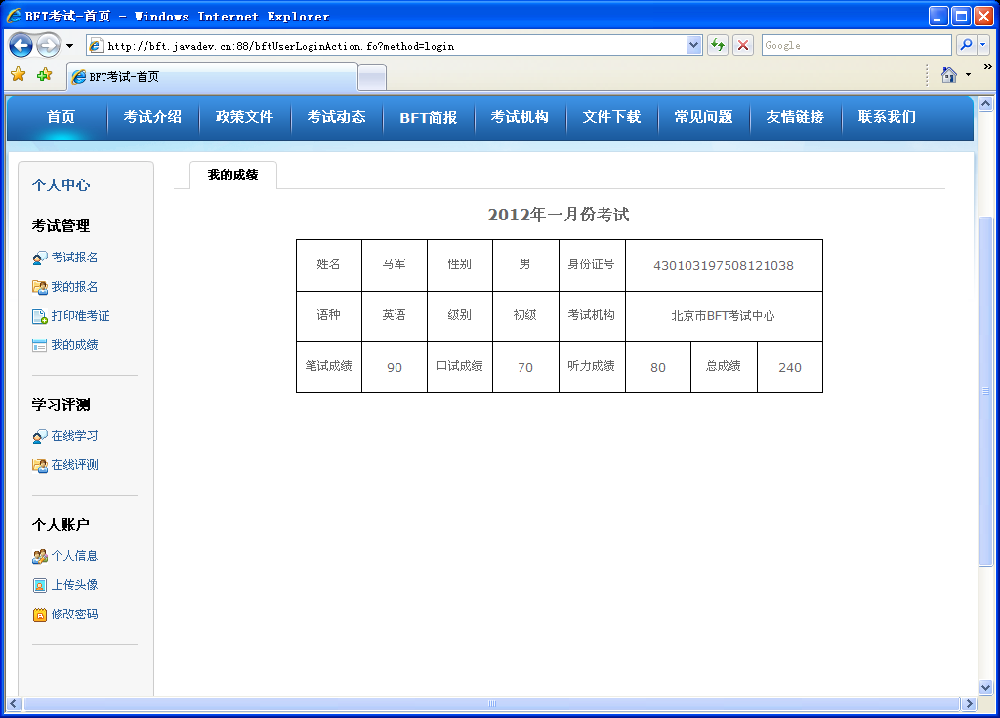 BFT考试-首页 - Windows Internet Explorer
http://bft.javadev.cn:88/bftUserLoginAction.fo?method=login
Google
BFT考试-首页
首页 考试介绍 政策文件 考试动态 BFT简报 考试机构 文件下载 常见问题 友情链接 联系我们
个人中心
考试管理
考试报名
我的报名
打印准考证
我的成绩
学习评测
在线学习
在线评测
个人账户
个人信息
上传头像
修改密码
我的成绩
2012年一月份考试
姓名 马军 性别 男 身份证号 430103197508121038
语种 英语 级别 初级 考试机构 北京市BFT考试中心
笔试成绩 90 口试成绩 70 听力成绩 80 总成绩 240